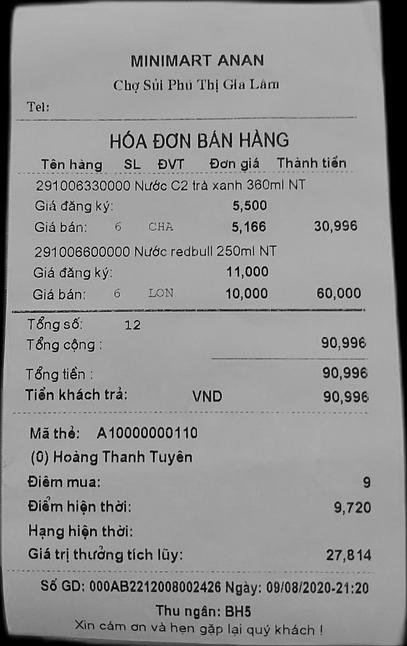 MINIMART ANAN
Chợ Sủi Phú Thị Gia Lâm
Tel:
HÓA ĐƠN BÁN HÀNG
Tên hàng SL ĐVT Đơn giá Thành tiền
291006330000 Nước C2 trà xanh 360ml NT
Giá đăng ký: 5,500
Giá bán: 6 CHA 5,166 30,996
291006600000 Nước redbull 250ml NT
Giá đăng ký: 11,000
Giá bán: 6 LON 10,000 60,000
Tổng số: 12
Tổng cộng : 90,996
Tổng tiền : 90,996
Tiền khách trả: VND 90,996
Mã thẻ: A10000000110
(0) Hoàng Thanh Tuyên
Điểm mua: 9
Điểm hiện thời: 9,720
Hạng hiện thời:
Giá trị thưởng tích lũy: 27,814
Số GD: 000AB2212008002426 Ngày: 09/08/2020-21:20
Thu ngân: BH5
Xin cảm ơn và hẹn gặp lại quý khách !